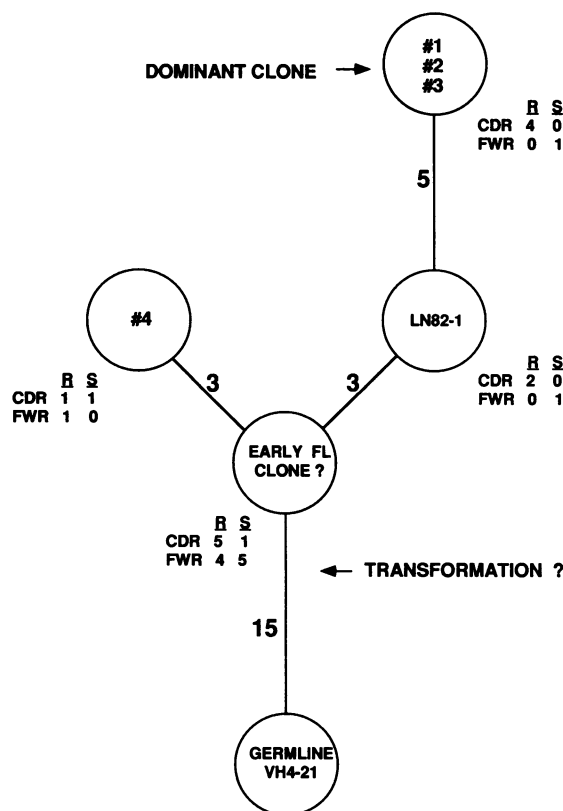 #1
#2
#3
DOMINANT CLONE →
R S
CDR 4 0
FWR 0 1
5
#4
LN82-1
R S
CDR 1 1
FWR 1 0
3
3
R S
CDR 2 0
FWR 0 1
EARLY FL
CLONE ?
R S
CDR 5 1
FWR 4 5
← TRANSFORMATION ?
15
GERMLINE
VH4-21